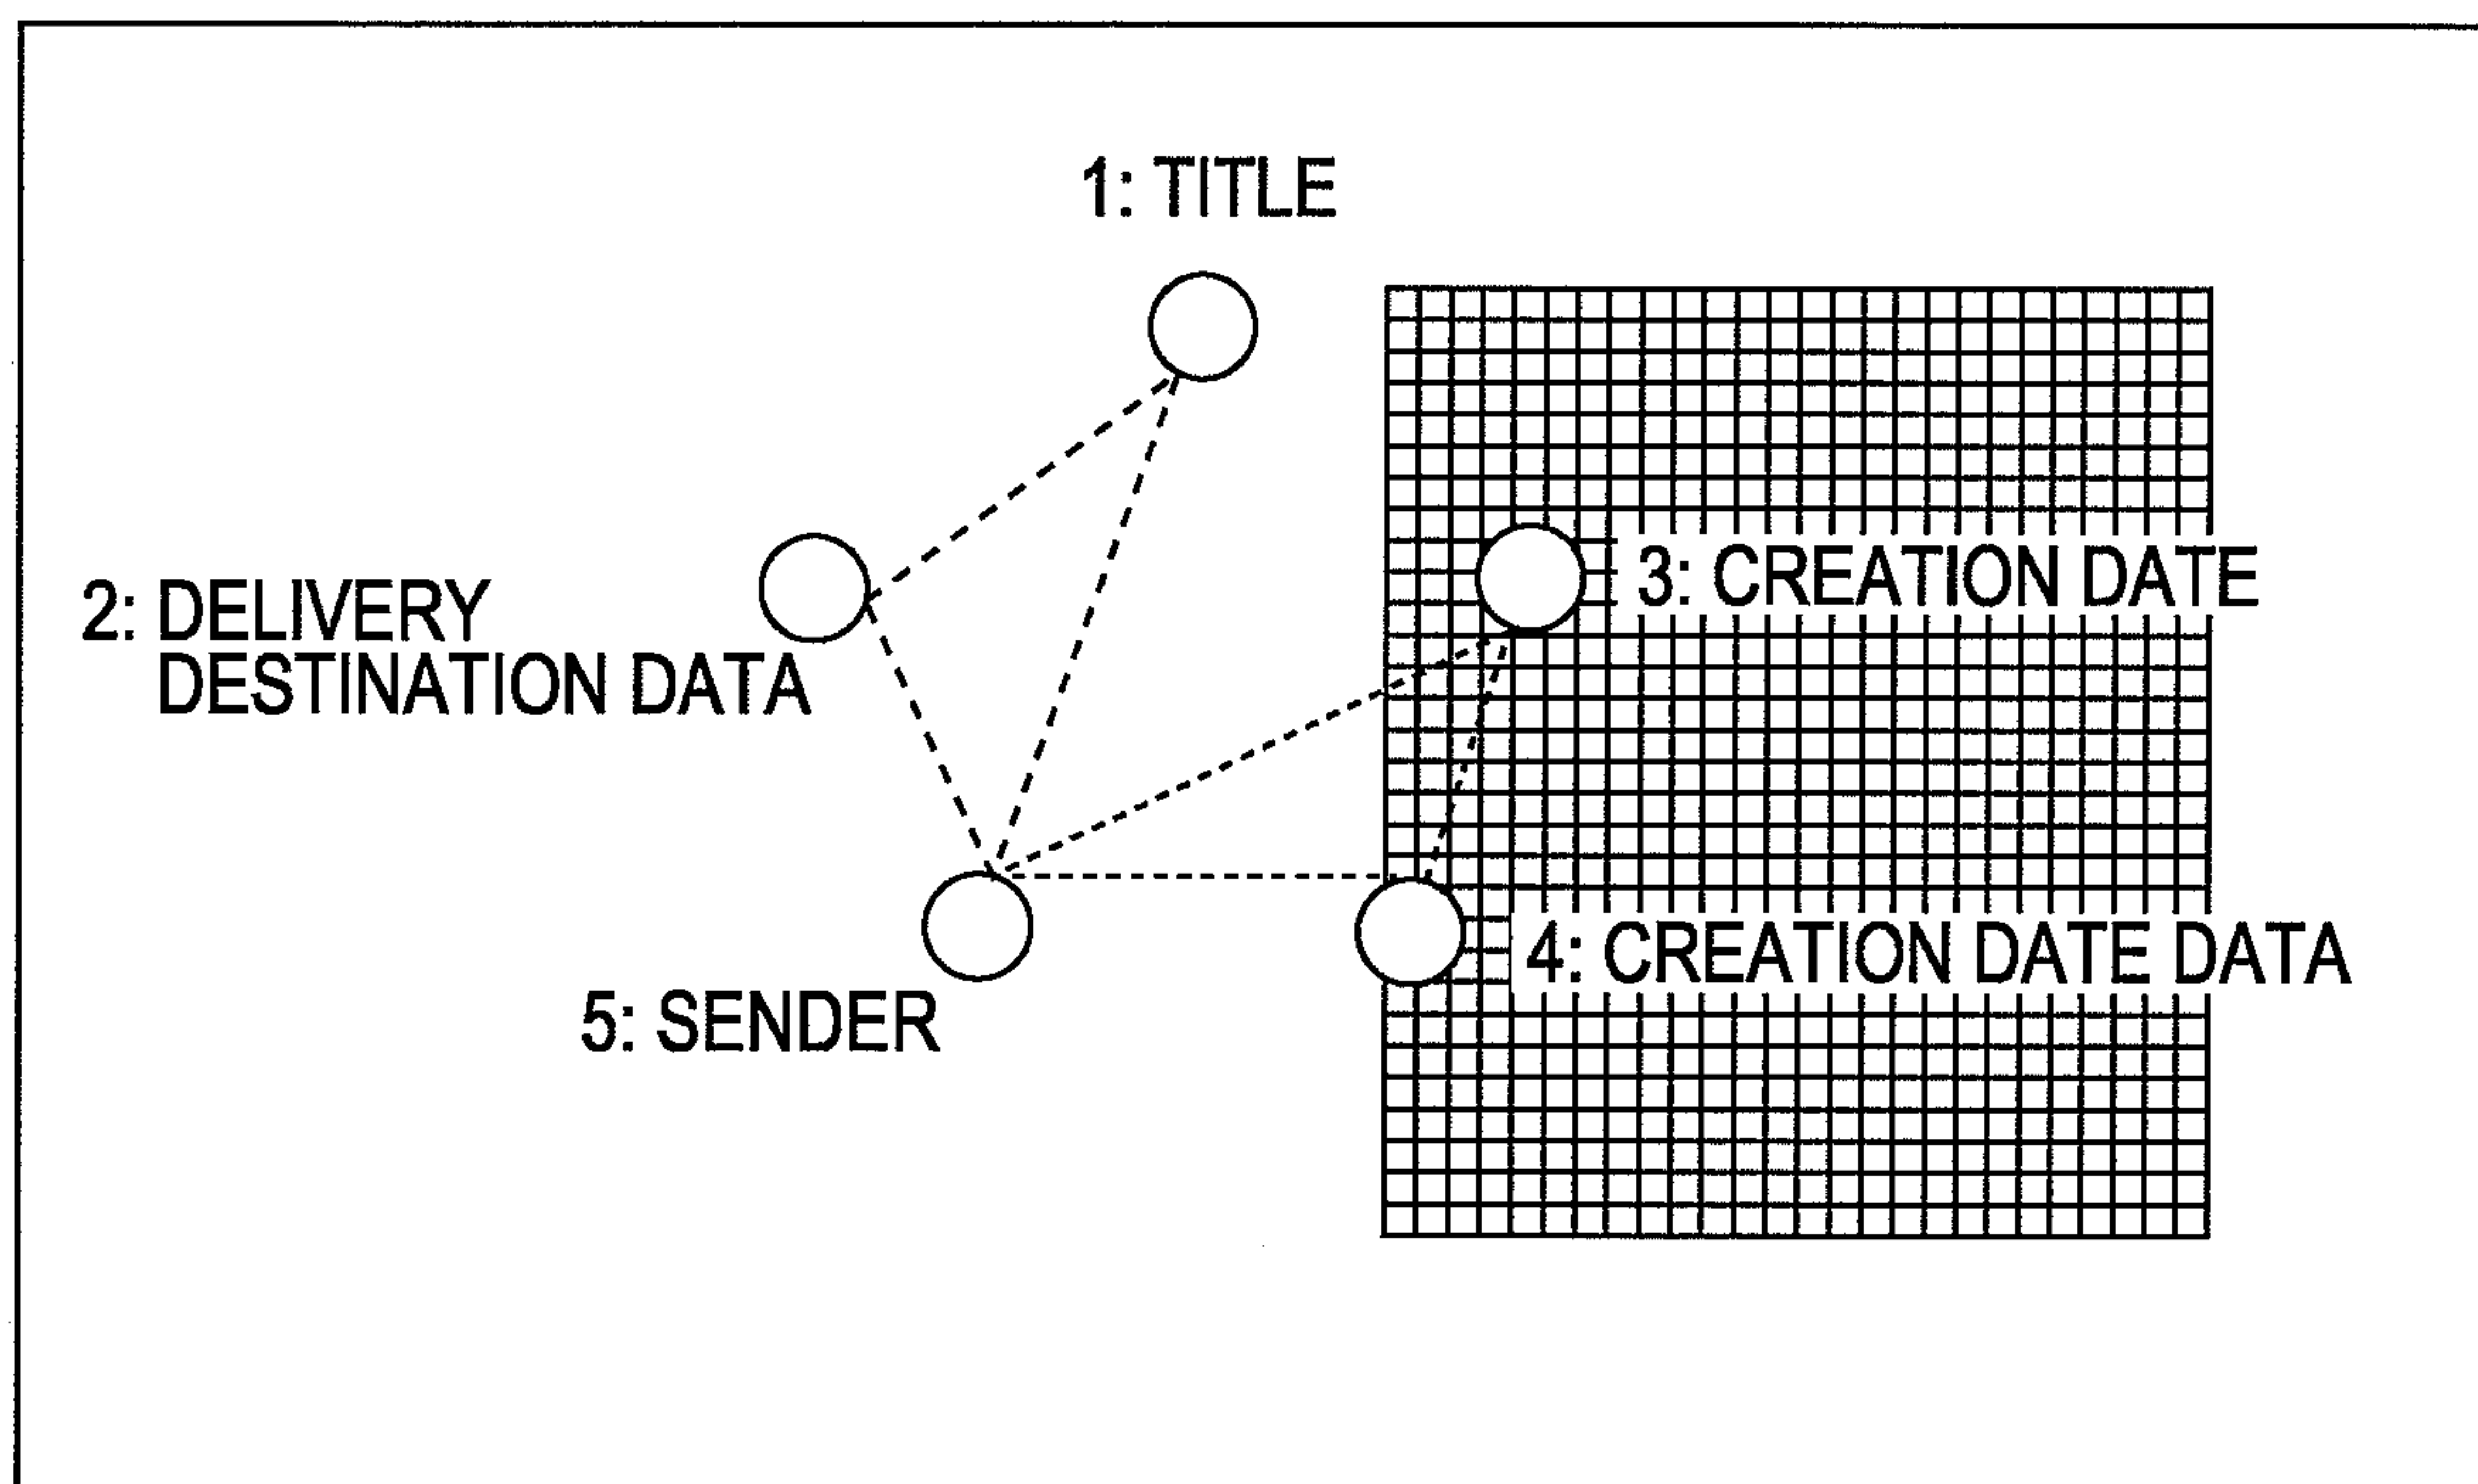 1: TITLE
2: DELIVERY
DESTINATION DATA
3: CREATION DATE
4: CREATION DATE DATA
5: SENDER